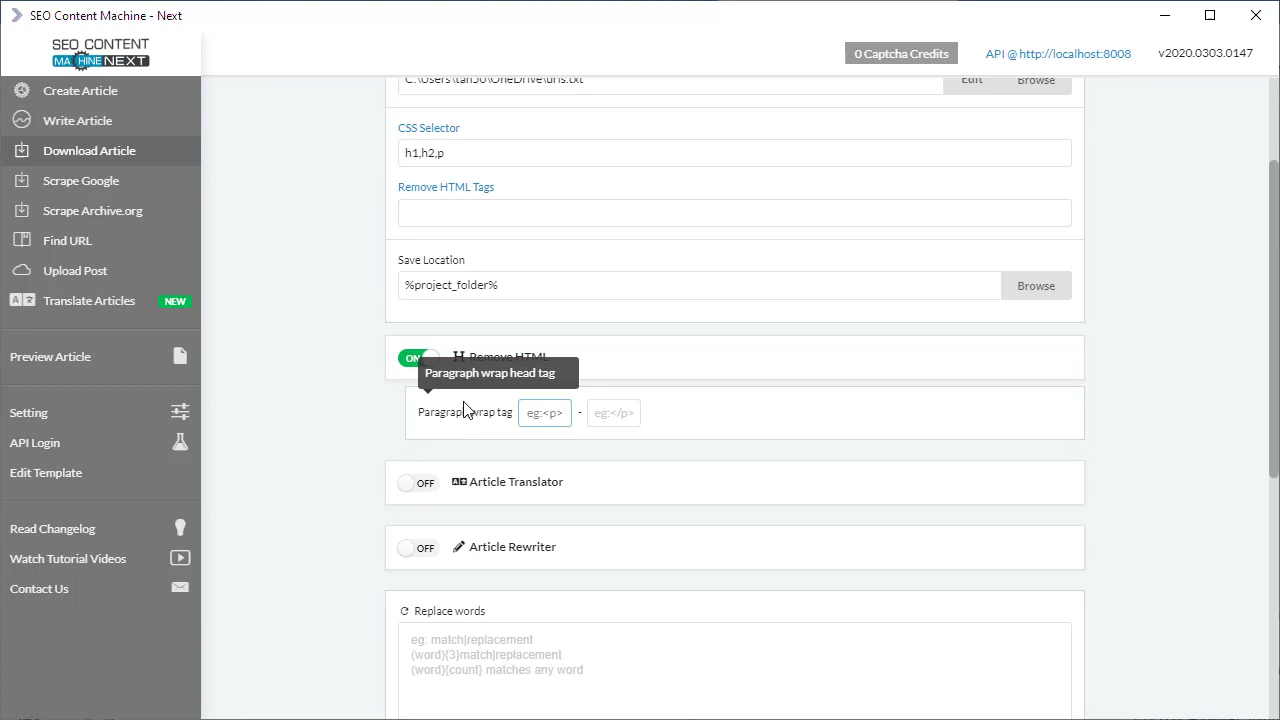 SEO Content Machine - Next
SEO CONTENT
MACHINE NEXT
0 Captcha Credits
API @ http://localhost:8008
v2020.0303.0147
Create Article
Write Article
Download Article
Scrape Google
Scrape Archive.org
Find URL
Upload Post
Translate Articles
NEW
Preview Article
Setting
API Login
Edit Template
Read Changelog
Watch Tutorial Videos
Contact Us
Edit
Browse
CSS Selector
h1,h2,p
Remove HTML Tags
Save Location
%project_folder%
Browse
ON
Remove HTML
Paragraph wrap head tag
Paragraph wrap tag
eg:<p>
-
eg:</p>
OFF
Article Translator
OFF
Article Rewriter
Replace words
eg: match|replacement
(word){3}match|replacement
(word){count} matches any word